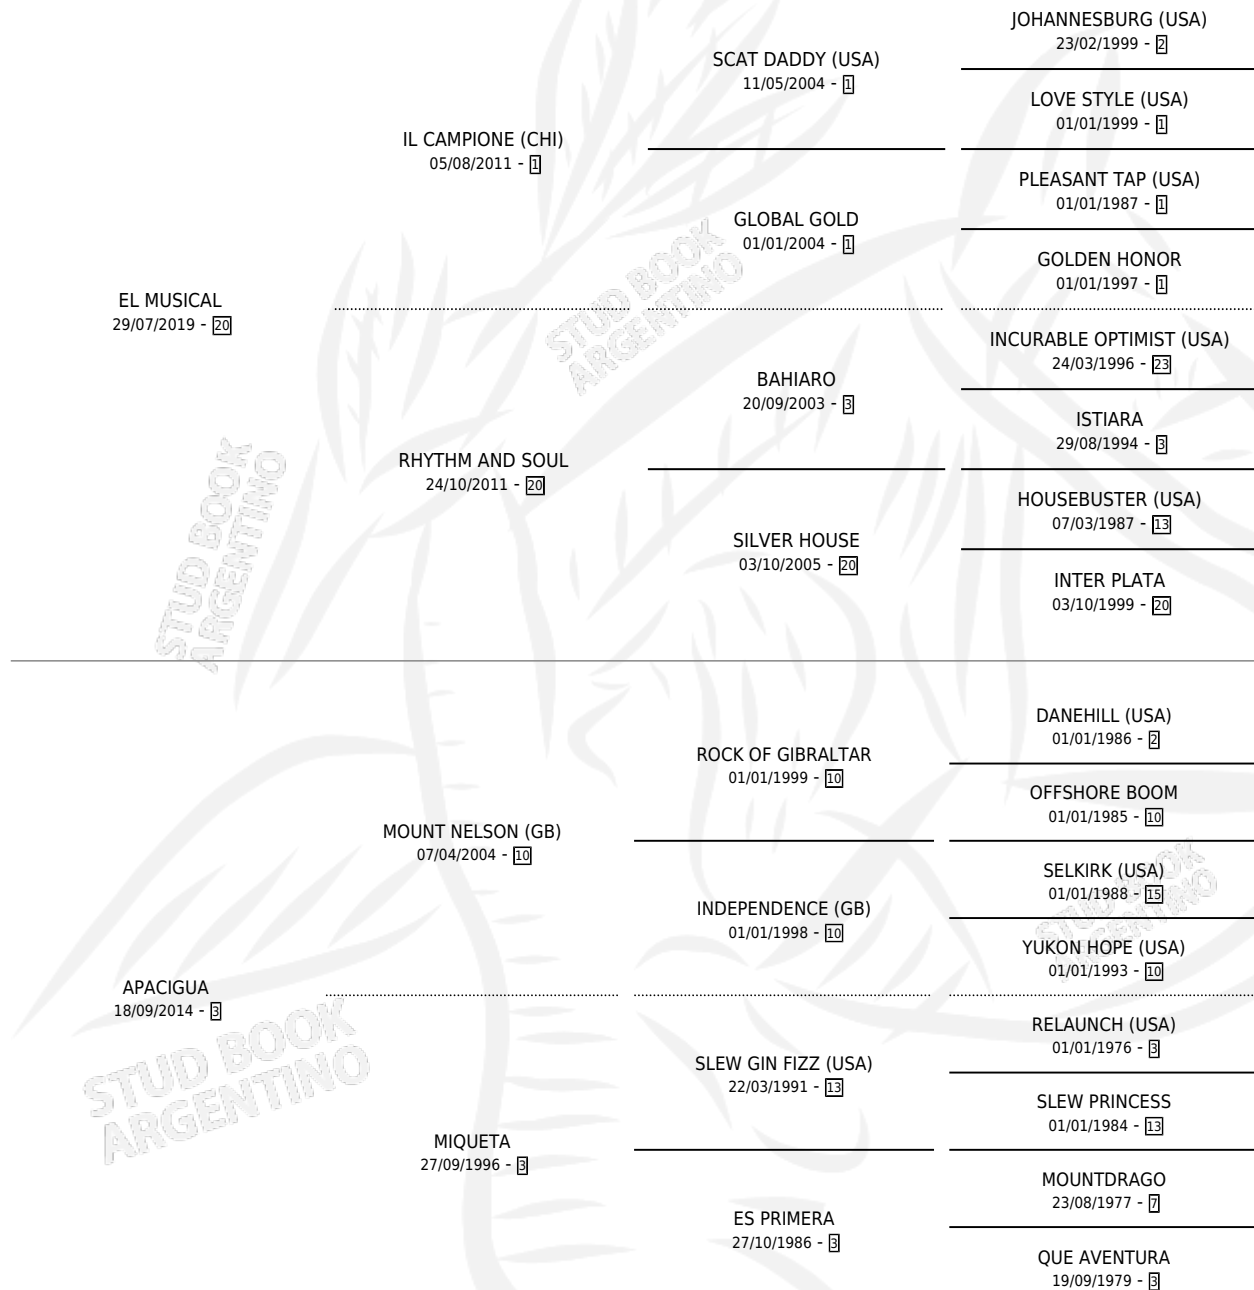 JOHANNESBURG (USA)
23/02/1999 - 2
SCAT DADDY (USA)
11/05/2004 - 1
LOVE STYLE (USA)
01/01/1999 - 1
IL CAMPIONE (CHI)
05/08/2011 - 1
PLEASANT TAP (USA)
01/01/1987 - 1
GLOBAL GOLD
01/01/2004 - 1
GOLDEN HONOR
01/01/1997 - 1
EL MUSICAL
29/07/2019 - 20
INCURABLE OPTIMIST (USA)
24/03/1996 - 23
BAHIARO
20/09/2003 - 3
ISTIARA
29/08/1994 - 3
RHYTHM AND SOUL
24/10/2011 - 20
HOUSEBUSTER (USA)
07/03/1987 - 13
SILVER HOUSE
03/10/2005 - 20
INTER PLATA
03/10/1999 - 20
DANEHILL (USA)
01/01/1986 - 2
ROCK OF GIBRALTAR
01/01/1999 - 10
OFFSHORE BOOM
01/01/1985 - 10
MOUNT NELSON (GB)
07/04/2004 - 10
SELKIRK (USA)
01/01/1988 - 15
INDEPENDENCE (GB)
01/01/1998 - 10
YUKON HOPE (USA)
01/01/1993 - 10
APACIGUA
18/09/2014 - 3
RELAUNCH (USA)
01/01/1976 - 3
SLEW GIN FIZZ (USA)
22/03/1991 - 13
SLEW PRINCESS
01/01/1984 - 13
MIQUETA
27/09/1996 - 3
MOUNTDRAGO
23/08/1977 - 7
ES PRIMERA
27/10/1986 - 3
QUE AVENTURA
19/09/1979 - 3
STUD BOOK
ARGENTINO
STUD BOOK
ARGENTINO
STUD BOOK
ARGENTINO
STUD BOOK
ARGENTINO